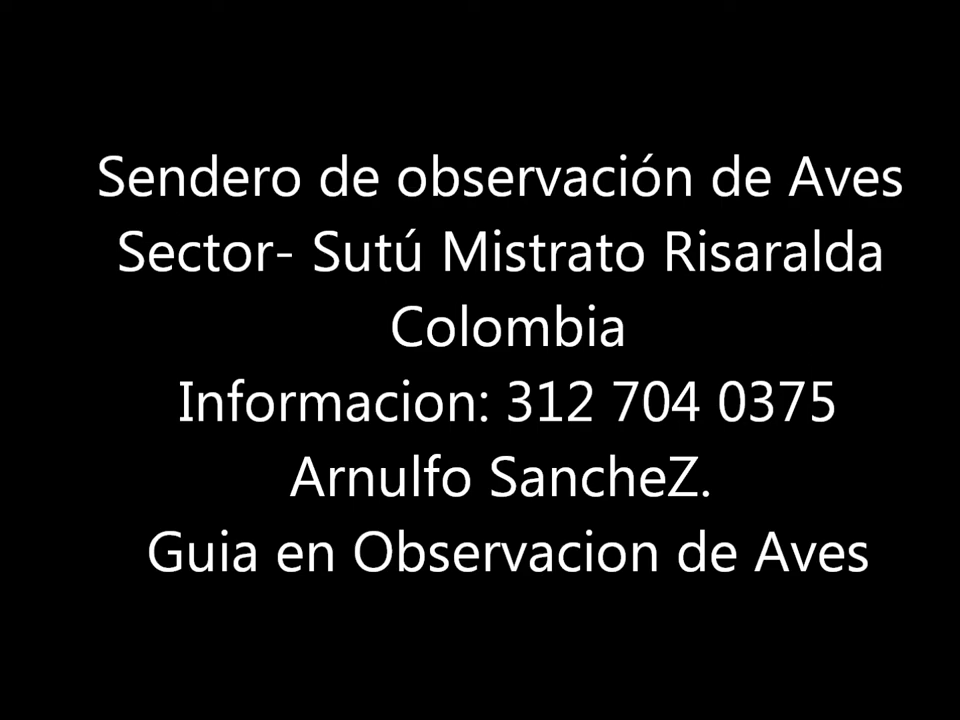 Sendero de observación de Aves
Sector- Sutú Mistrato Risaralda
Colombia
Informacion: 312 704 0375
Arnulfo SancheZ.
Guia en Observacion de Aves